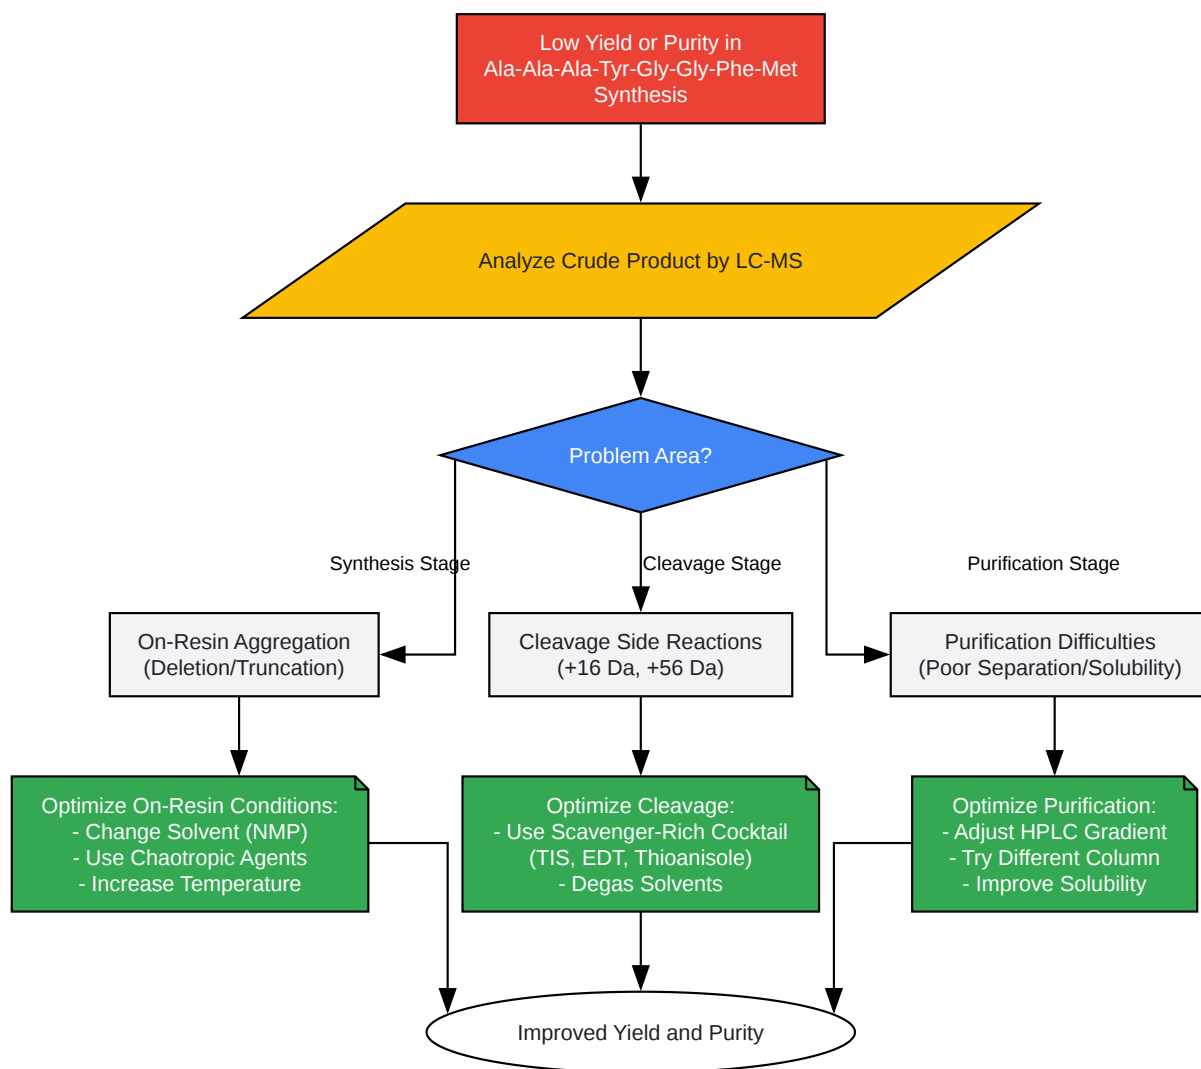 Low Yield or Purity in
Ala-Ala-Ala-Tyr-Gly-Gly-Phe-Met
Synthesis
Analyze Crude Product by LC-MS
Problem Area?
Synthesis Stage
Cleavage Stage
Purification Stage
On-Resin Aggregation
(Deletion/Truncation)
Cleavage Side Reactions
(+16 Da, +56 Da)
Purification Difficulties
(Poor Separation/Solubility)
Optimize On-Resin Conditions:
- Change Solvent (NMP)
- Use Chaotropic Agents
- Increase Temperature
Optimize Cleavage:
- Use Scavenger-Rich Cocktail
(TIS, EDT, Thioanisole)
- Degas Solvents
Optimize Purification:
- Adjust HPLC Gradient
- Try Different Column
- Improve Solubility
Improved Yield and Purity